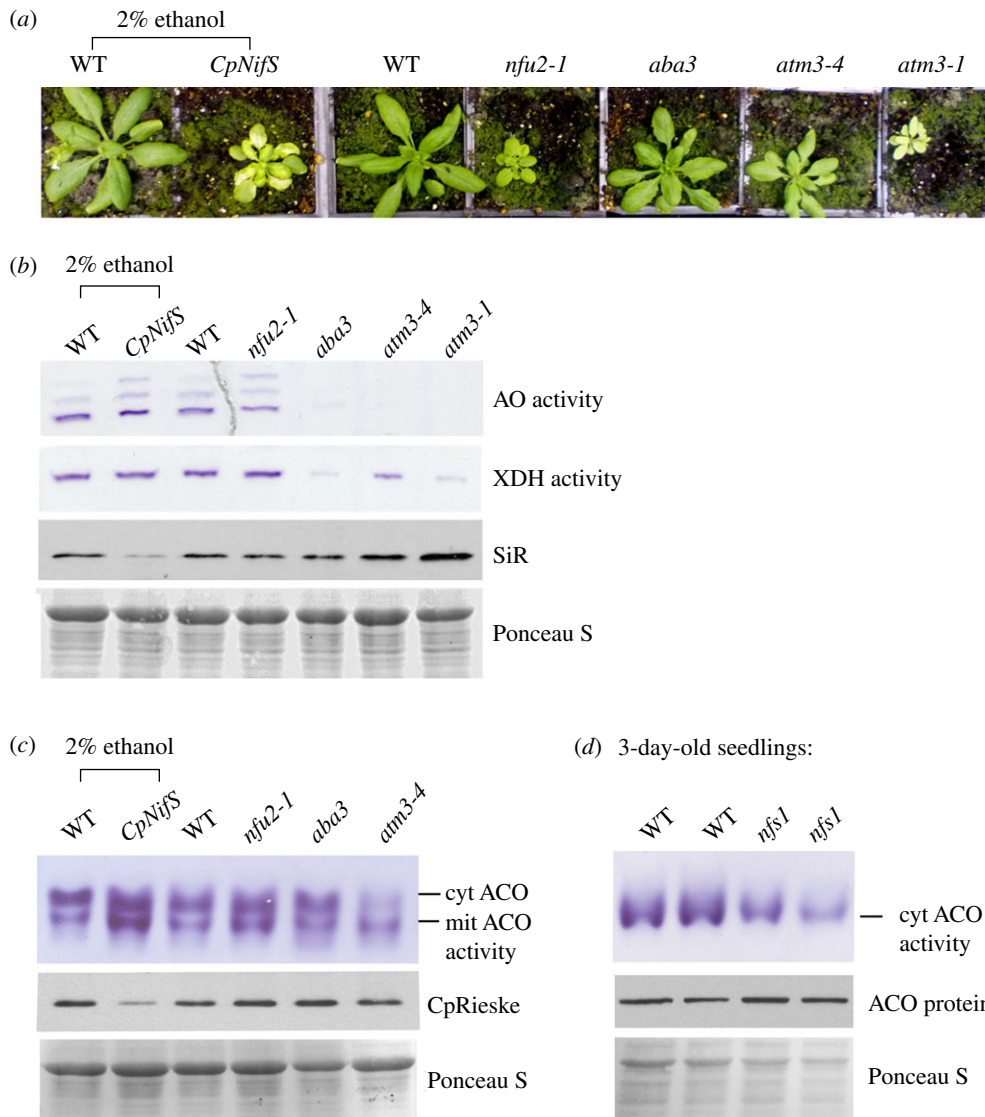 (a)
2% ethanol
WT CpNifS WT nfu2-1 aba3 atm3-4 atm3-1
(b) 2% ethanol
WT CpNifS WT nfu2-1 aba3 atm3-4 atm3-1
AO activity
XDH activity
SiR
Ponceau S
(c) 2% ethanol
WT CpNifS WT nfu2-1 aba3 atm3-4
cyt ACO
mit ACO
activity
CpRieske
Ponceau S
(d) 3-day-old seedlings:
WT WT nfs1 nfs1
cyt ACO
activity
ACO protein
Ponceau S